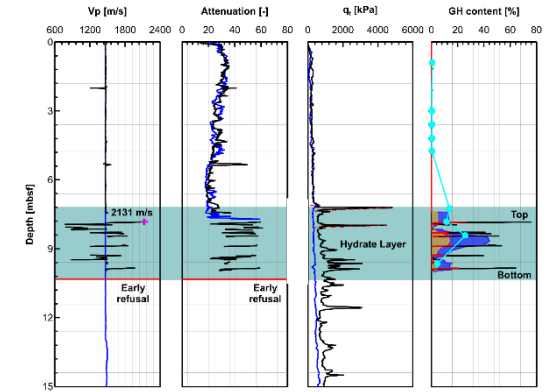 Vp [m/s] Attenuation [-] qt [kPa] GH content [%]
600 1200 1800 2400 0 20 40 60 80 0 2000 4000 6000 0 20 40 60 80
0
3
6
9
12
15
Depth [mbsf]
2131 m/s
Top
Hydrate Layer
Bottom
Early
refusal
Early
refusal